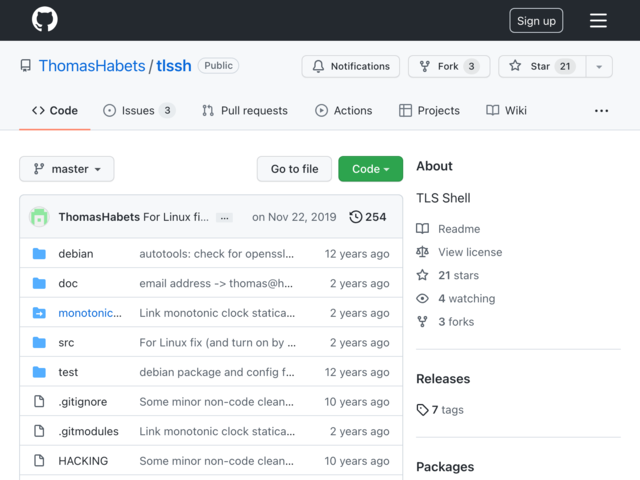 Sign up
ThomasHabets / tlssh Public
Notifications
Fork 3
Star 21
Code
Issues 3
Pull requests
Actions
Projects
Wiki
master
Go to file
Code
ThomasHabets For Linux fi... ... on Nov 22, 2019 254
debian autotools: check for openssl... 12 years ago
doc email address -> thomas@h... 2 years ago
monotonic... Link monotonic clock statica... 2 years ago
src For Linux fix (and turn on by ... 2 years ago
test debian package and config f... 12 years ago
.gitignore Some minor non-code clean... 10 years ago
.gitmodules Link monotonic clock statica... 2 years ago
HACKING Some minor non-code clean... 10 years ago
About
TLS Shell
Readme
View license
21 stars
4 watching
3 forks
Releases
7 tags
Packages